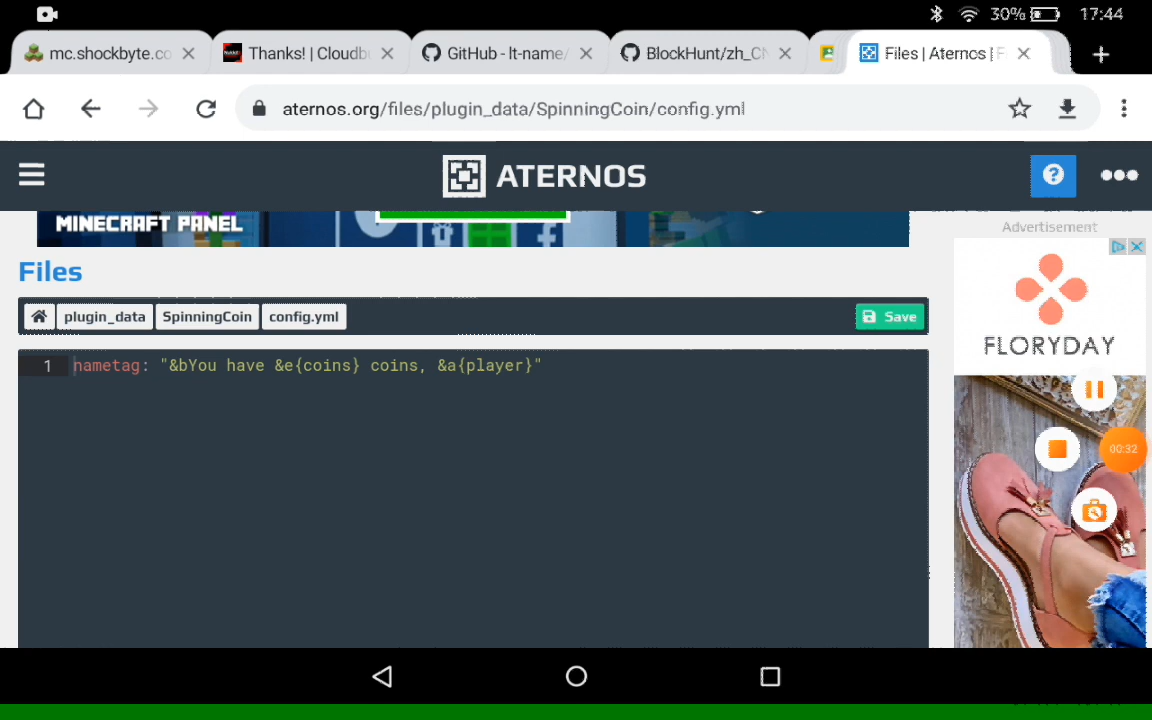 30% 17:44
mc.shockbyte.co
Thanks! | Cloudb
GitHub - lt-name/
BlockHunt/zh_CN
Files | Aternos | F
aternos.org/files/plugin_data/SpinningCoin/config.yml
ATERNOS
?
MINECRAFT PANEL
Advertisement
Files
plugin_data
SpinningCoin
config.yml
Save
1 nametag: "&bYou have &e{coins} coins, &a{player}"
FLORYDAY
00:32